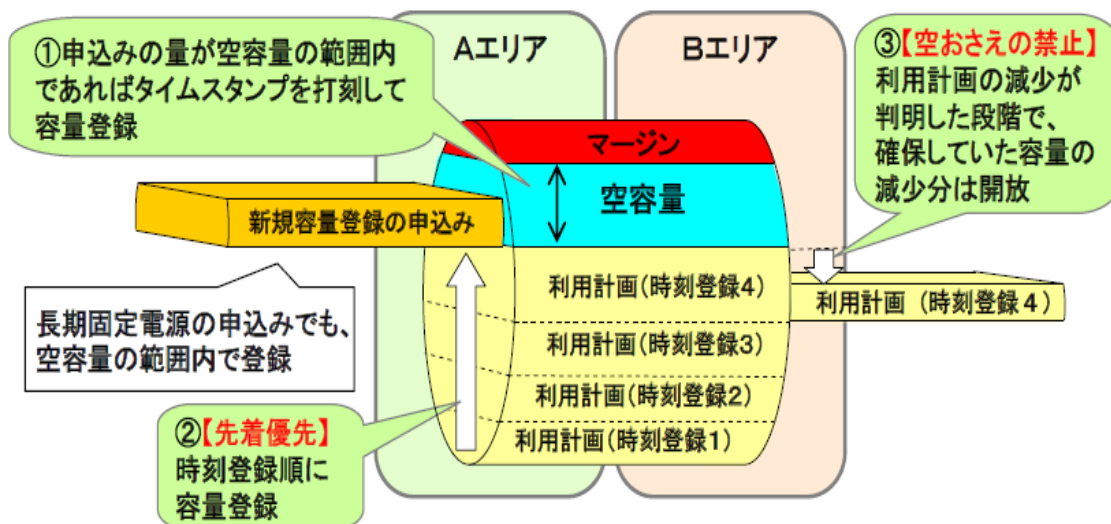 ①申込みの量が空容量の範囲内
であればタイムスタンプを打刻して
容量登録
Aエリア
Bエリア
③【空おさえの禁止】
利用計画の減少が
判明した段階で、
確保していた容量の
減少分は開放
マージン
空容量
新規容量登録の申込み
利用計画(時刻登録4)
利用計画（時刻登録４）
長期固定電源の申込みでも、
空容量の範囲内で登録
利用計画(時刻登録3)
利用計画(時刻登録2)
利用計画(時刻登録1)
②【先着優先】
時刻登録順に
容量登録